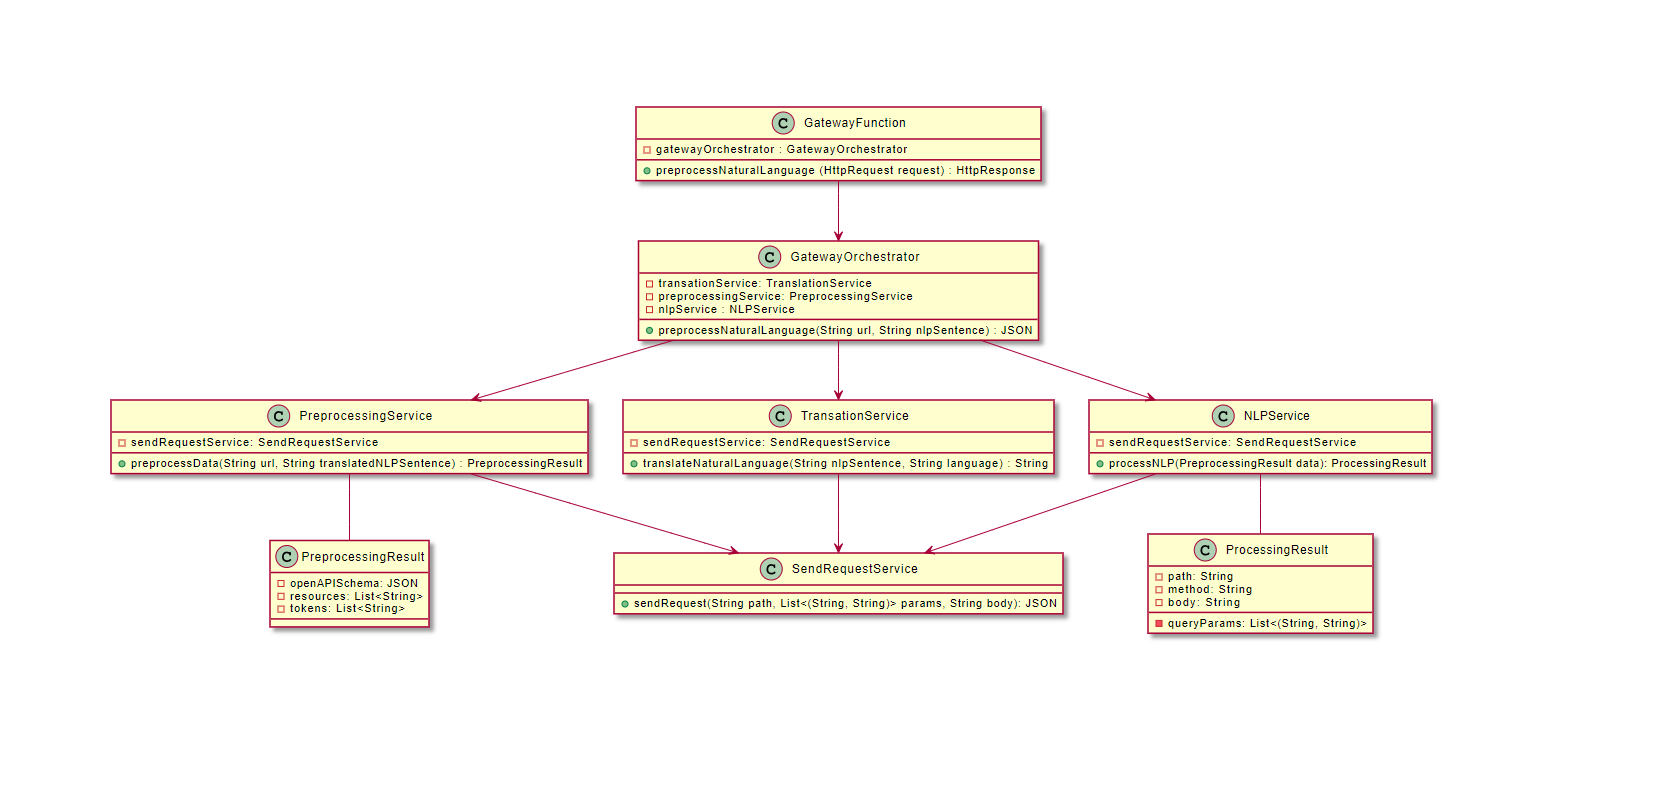 C GatewayFunction
gatewayOrchestrator : GatewayOrchestrator
preprocessNaturalLanguage (HttpRequest request) : HttpResponse
C GatewayOrchestrator
transationService: TranslationService
preprocessingService: PreprocessingService
nlpService : NLPService
preprocessNaturalLanguage(String url, String nlpSentence) : JSON
C PreprocessingService
sendRequestService: SendRequestService
preprocessData(String url, String translatedNLPSentence) : PreprocessingResult
C TransationService
sendRequestService: SendRequestService
translateNaturalLanguage(String nlpSentence, String language) : String
C NLPService
sendRequestService: SendRequestService
processNLP(PreprocessingResult data): ProcessingResult
C PreprocessingResult
openAPISchema: JSON
resources: List<String>
tokens: List<String>
C SendRequestService
sendRequest(String path, List<(String, String)> params, String body): JSON
C ProcessingResult
path: String
method: String
body: String
queryParams: List<(String, String)>